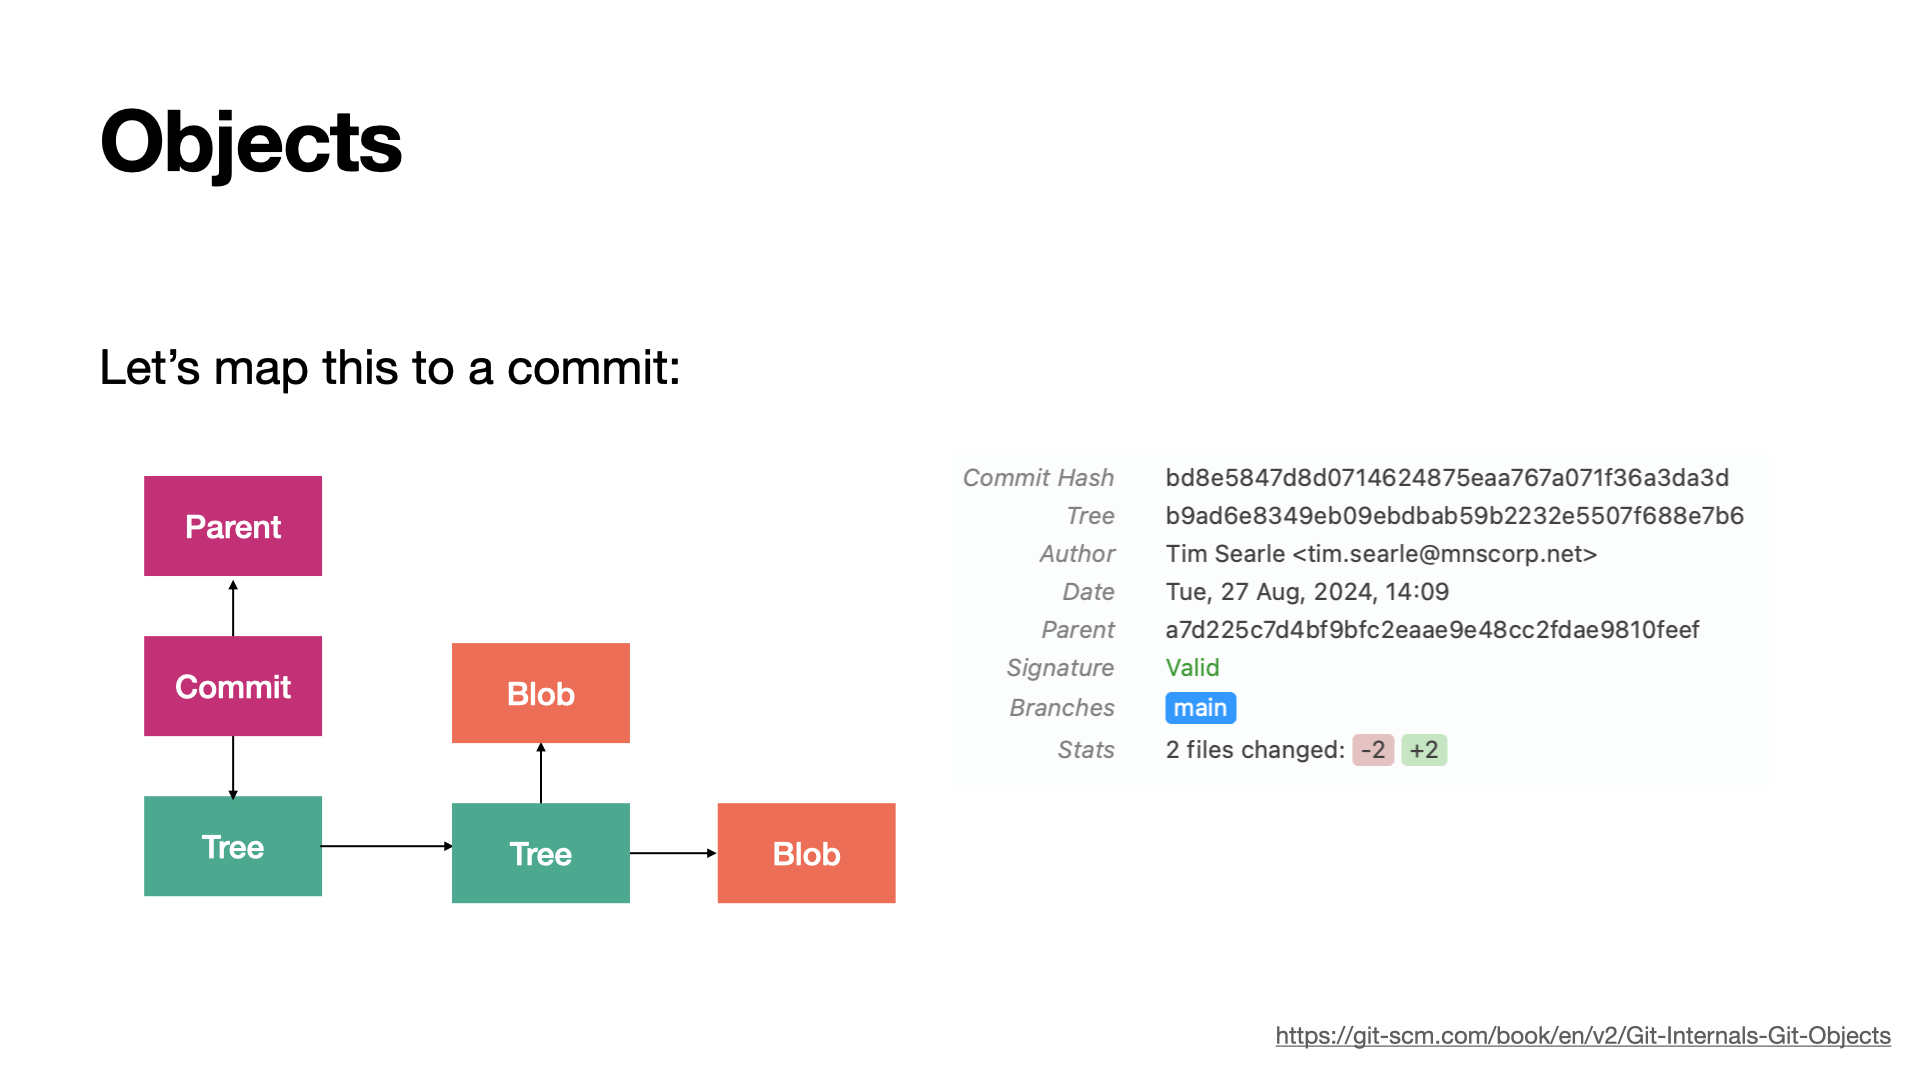 Objects
Let’s map this to a commit:
Parent
Commit
Blob
Tree
Tree
Blob
Commit Hash bd8e5847d8d0714624875eaa767a071f36a3da3d
Tree b9ad6e8349eb09ebdbab59b2232e5507f688e7b6
Author Tim Searle <tim.searle@mnscorp.net>
Date Tue, 27 Aug, 2024, 14:09
Parent a7d225c7d4bf9bfc2eaae9e48cc2fdae9810feef
Signature Valid
Branches main
Stats 2 files changed: -2 +2
https://git-scm.com/book/en/v2/Git-Internals-Git-Objects